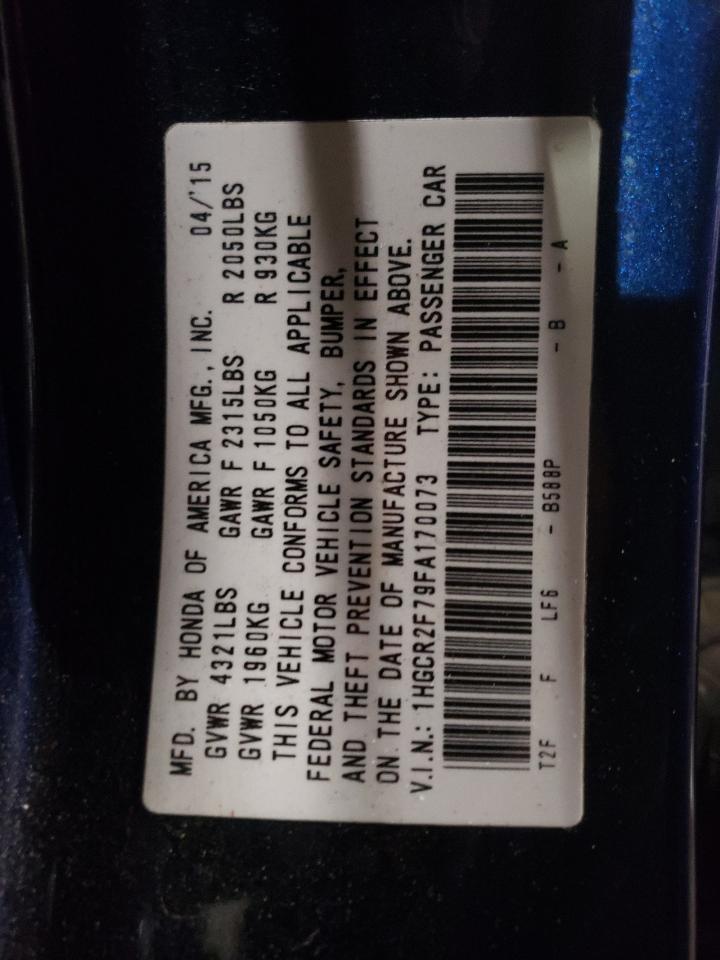 MFD. BY HONDA OF AMERICA MFG., INC. 04/'15
GVWR 4321LBS GAWR F 2315LBS R 2050LBS
GVWR 1960KG GAWR F 1050KG R 930KG
THIS VEHICLE CONFORMS TO ALL APPLICABLE
FEDERAL MOTOR VEHICLE SAFETY, BUMPER,
AND THEFT PREVENTION STANDARDS IN EFFECT
ON THE DATE OF MANUFACTURE SHOWN ABOVE.
V.I.N.: 1HGCR2F79FA170073 TYPE: PASSENGER CAR
T2F F LF6 - B588P - B - A